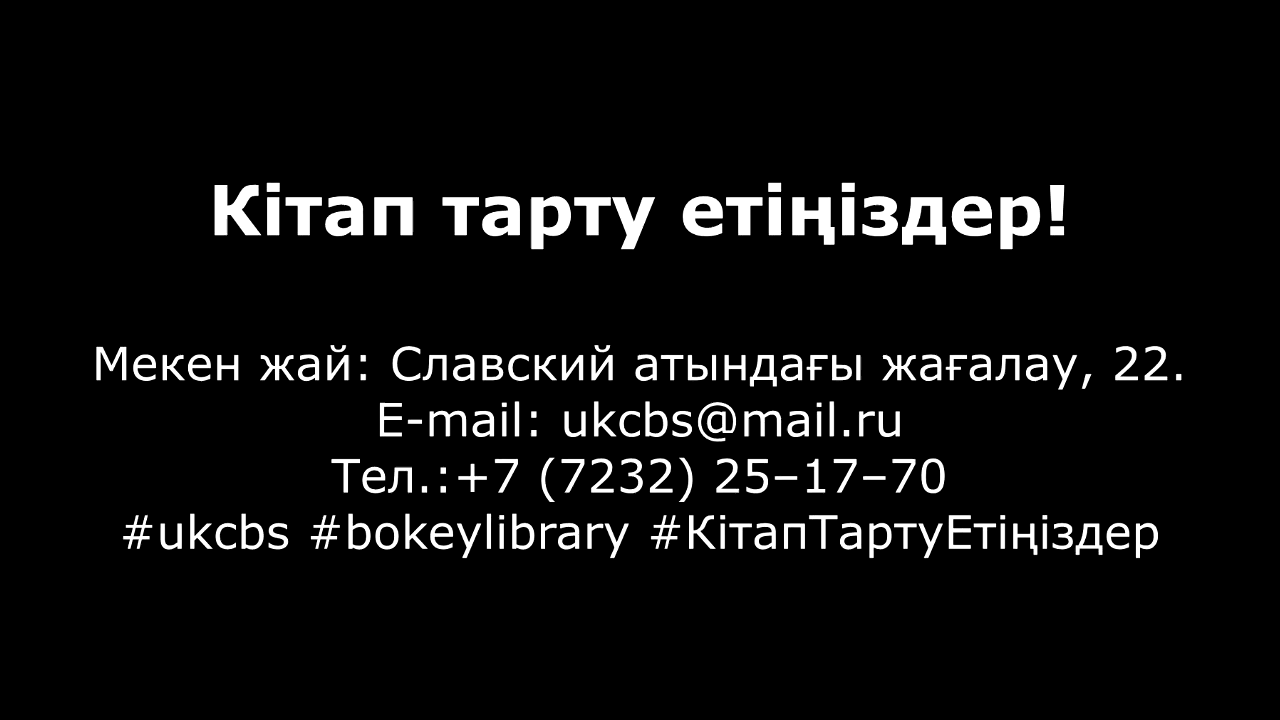 Кітап тарту етіңіздер!
Мекен жай: Славский атындағы жағалау, 22.
E-mail: ukcbs@mail.ru
Тел.:+7 (7232) 25–17–70
#ukcbs #bokeylibrary #КітапТартуЕтіңіздер